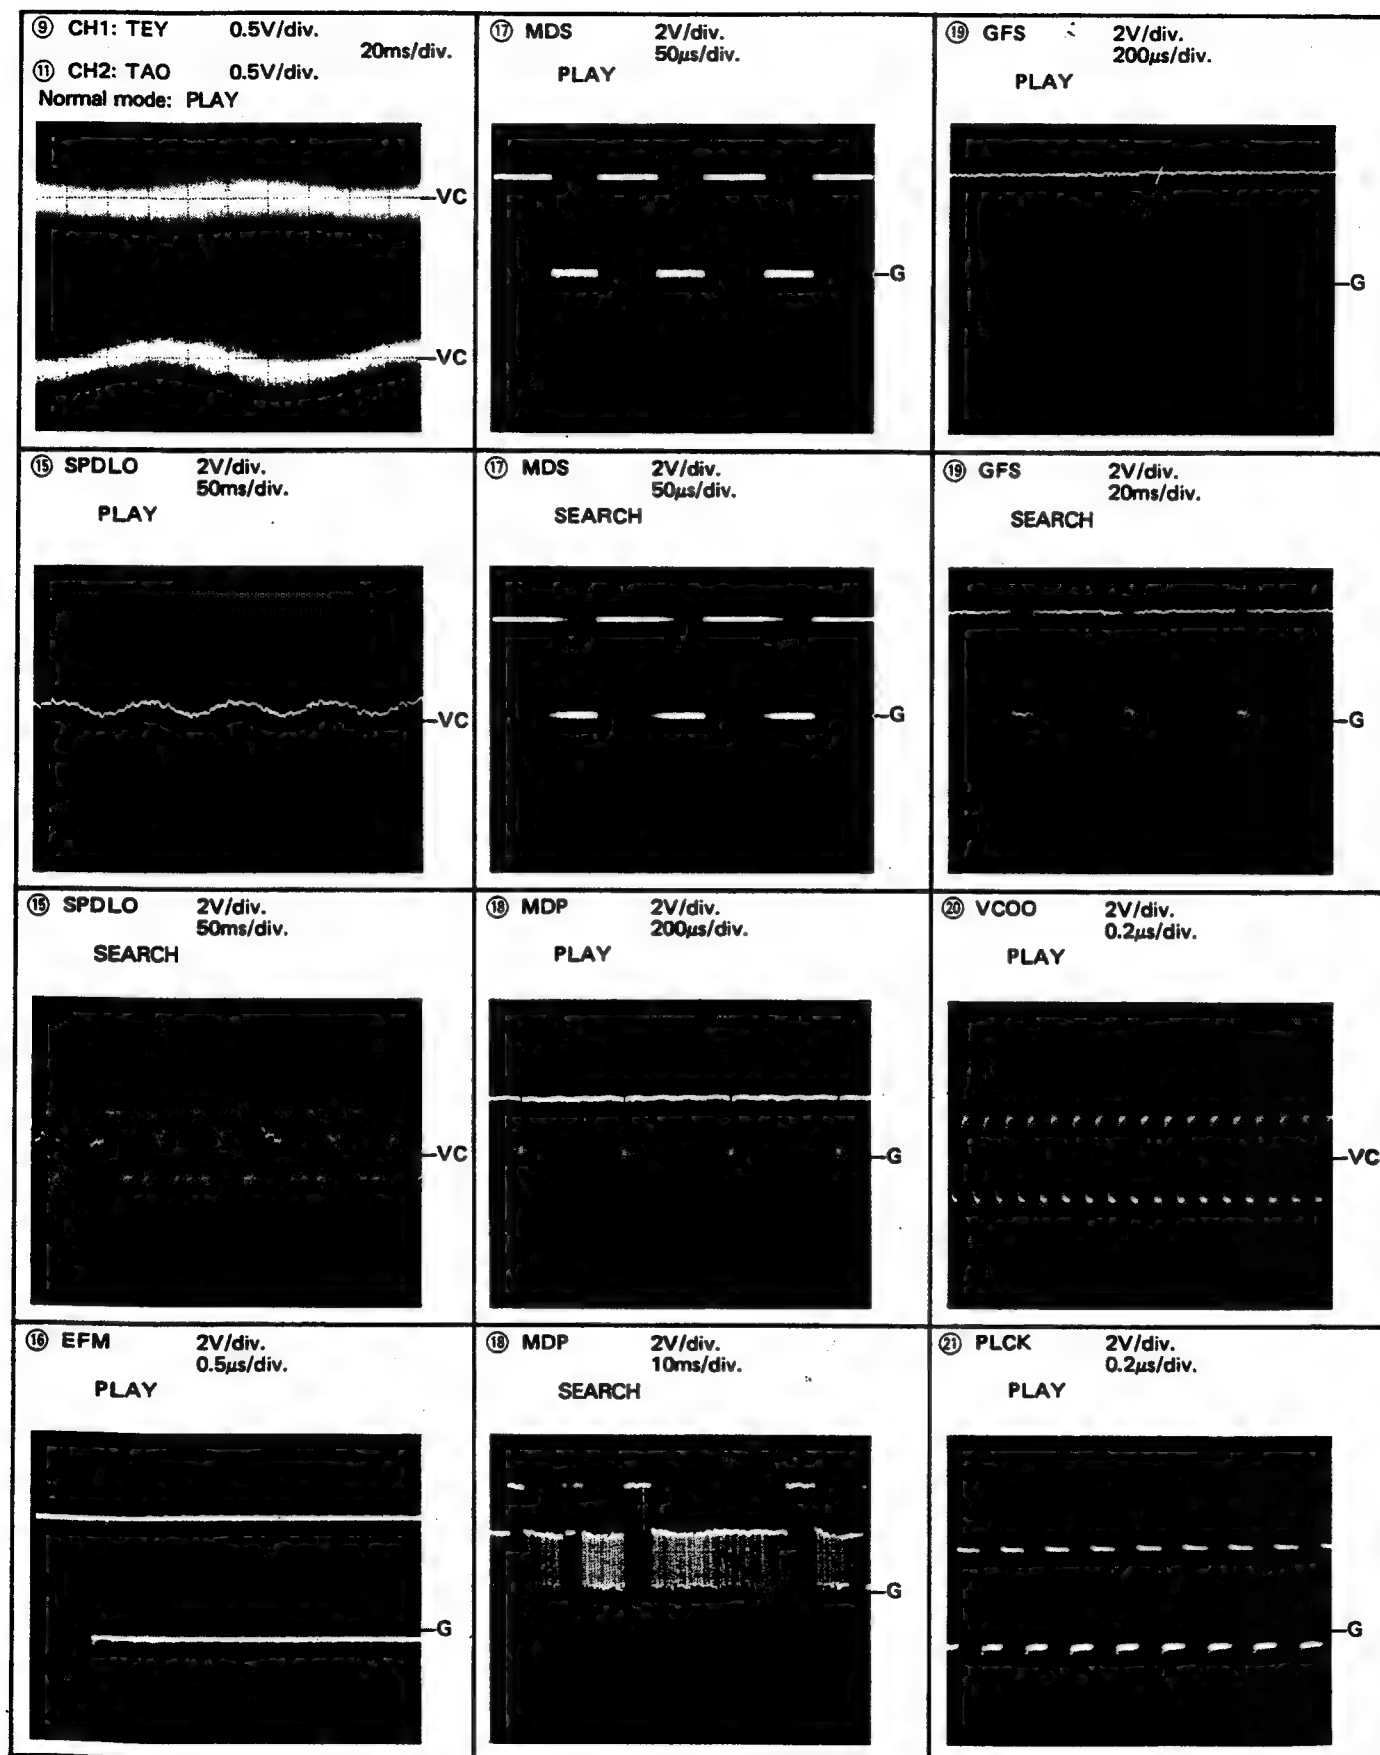 ⑨ CH1: TEY 0.5V/div.
20ms/div.
⑪ CH2: TAO 0.5V/div.
Normal mode: PLAY
VC
VC
⑰ MDS 2V/div.
50µs/div.
PLAY
G
⑲ GFS 2V/div.
200µs/div.
PLAY
G
⑮ SPDLO 2V/div.
50ms/div.
PLAY
VC
⑰ MDS 2V/div.
50µs/div.
SEARCH
G
⑲ GFS 2V/div.
20ms/div.
SEARCH
G
⑮ SPDLO 2V/div.
50ms/div.
SEARCH
VC
⑱ MDP 2V/div.
200µs/div.
PLAY
G
⑳ VCOO 2V/div.
0.2µs/div.
PLAY
VC
⑯ EFM 2V/div.
0.5µs/div.
PLAY
G
⑱ MDP 2V/div.
10ms/div.
SEARCH
G
㉑ PLCK 2V/div.
0.2µs/div.
PLAY
G